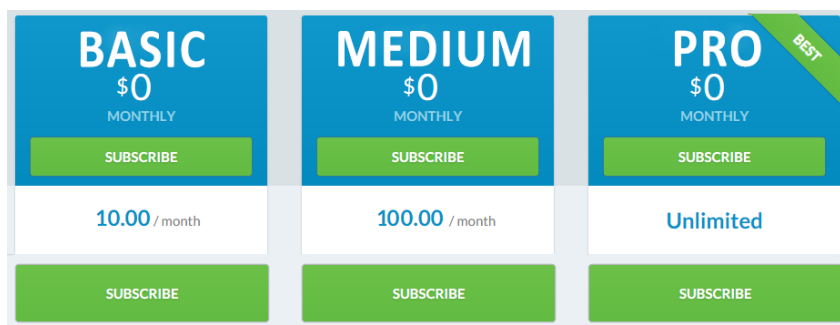 BASIC
$0
MONTHLY
SUBSCRIBE
10.00 / month
SUBSCRIBE
MEDIUM
$0
MONTHLY
SUBSCRIBE
100.00 / month
SUBSCRIBE
PRO
BEST
$0
MONTHLY
SUBSCRIBE
Unlimited
SUBSCRIBE